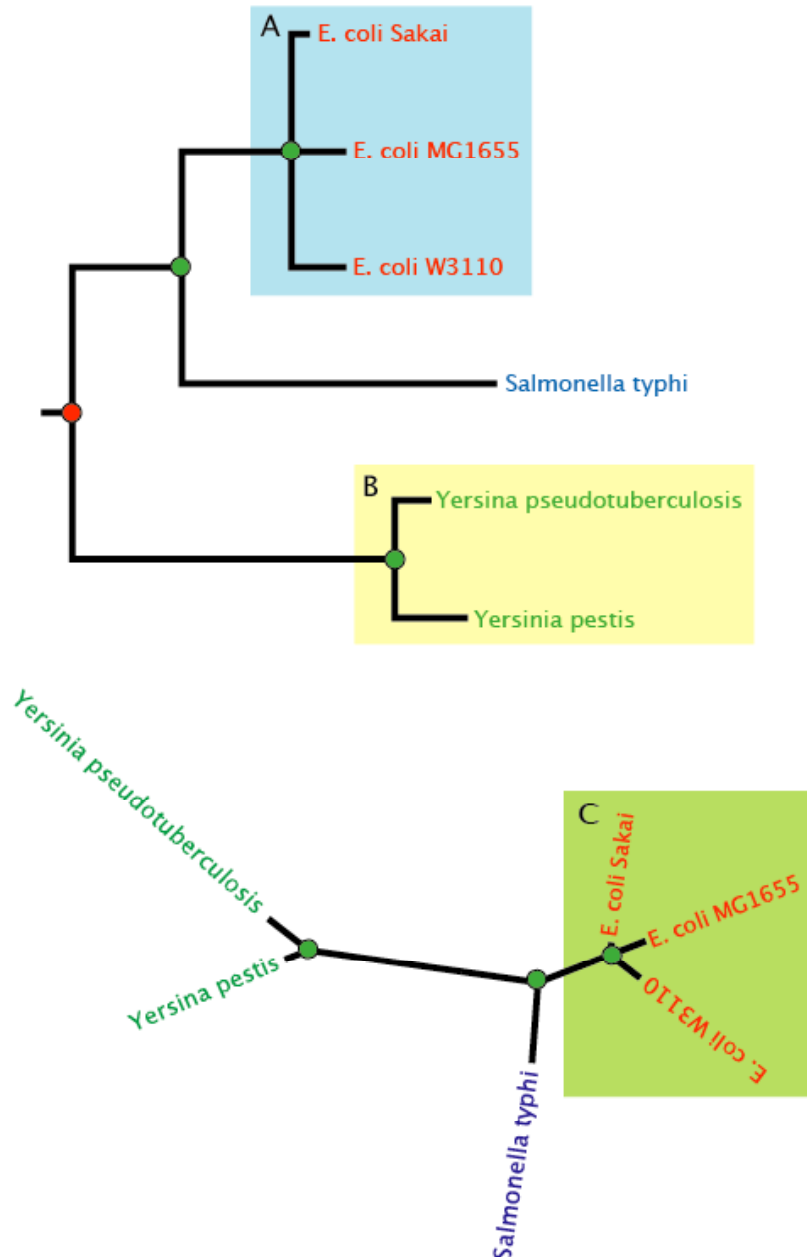 A
E. coli Sakai
E. coli MG1655
E. coli W3110
Salmonella typhi
B
Yersina pseudotuberculosis
Yersinia pestis
Yersinia pseudotuberculosis
Yersina pestis
C
E. coli Sakai
E. coli MG1655
E. coli W3110
Salmonella typhi